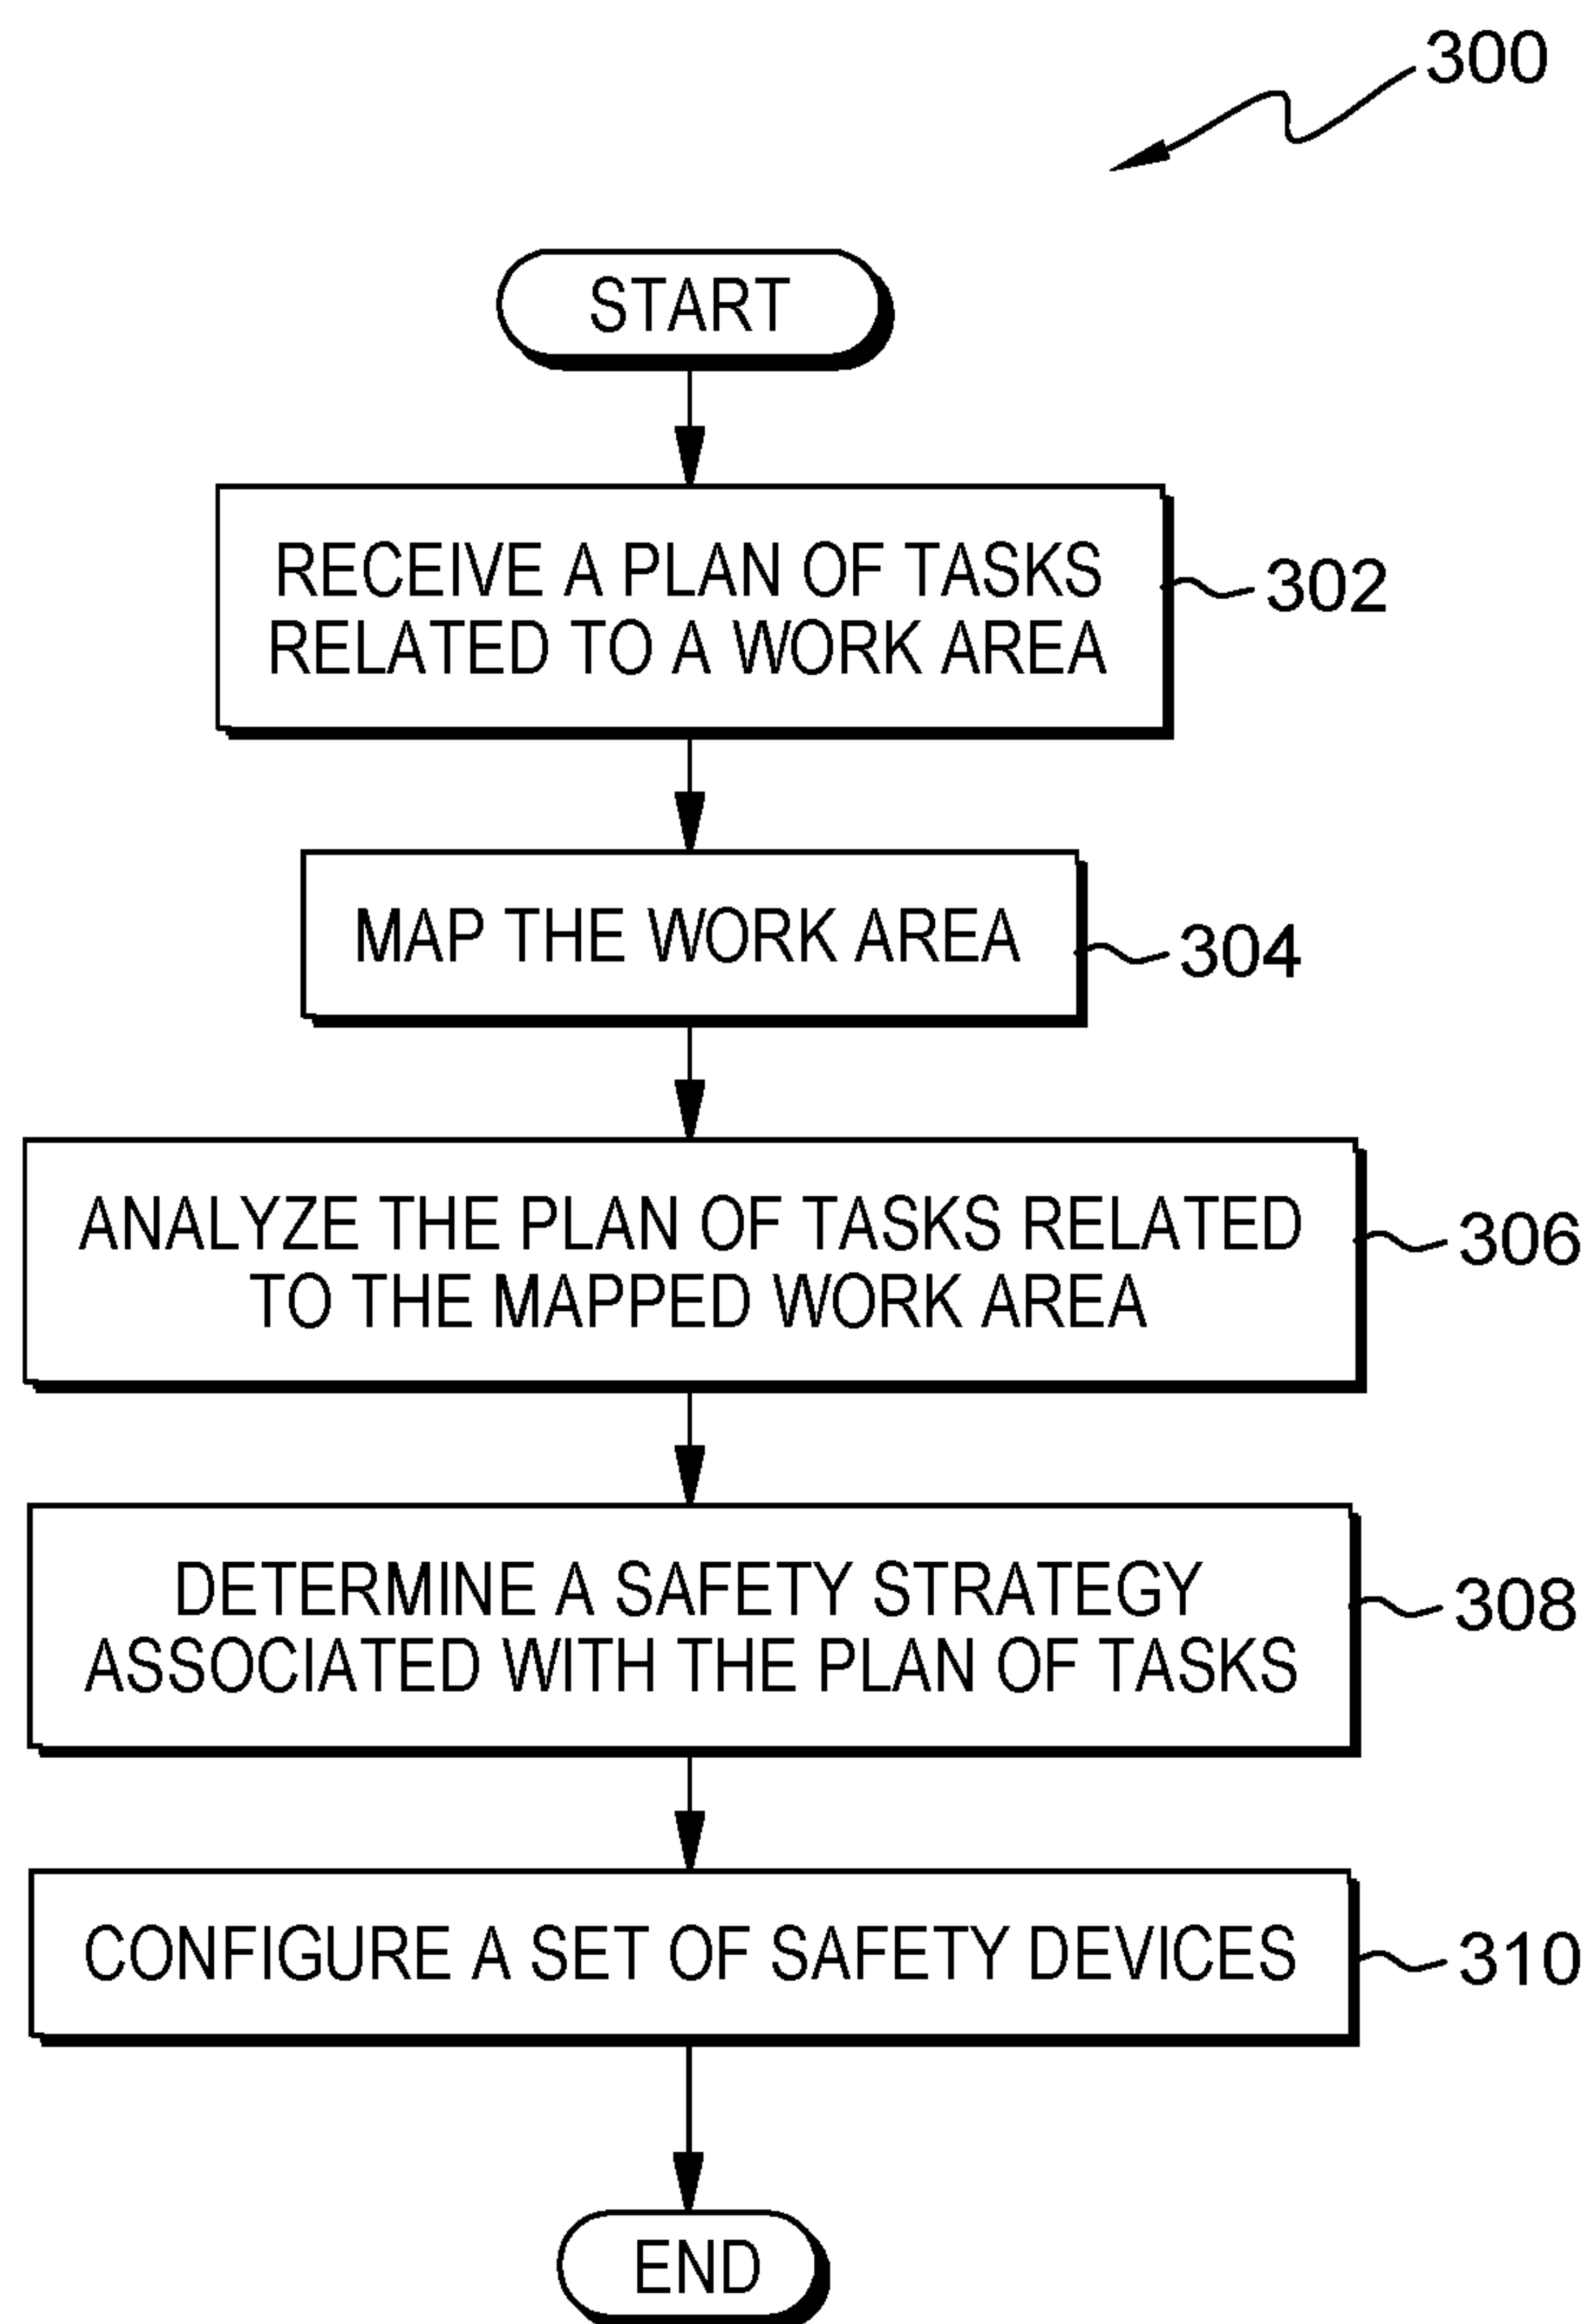 300
START
RECEIVE A PLAN OF TASKS
RELATED TO A WORK AREA
302
MAP THE WORK AREA
304
ANALYZE THE PLAN OF TASKS RELATED
TO THE MAPPED WORK AREA
306
DETERMINE A SAFETY STRATEGY
ASSOCIATED WITH THE PLAN OF TASKS
308
CONFIGURE A SET OF SAFETY DEVICES
310
END